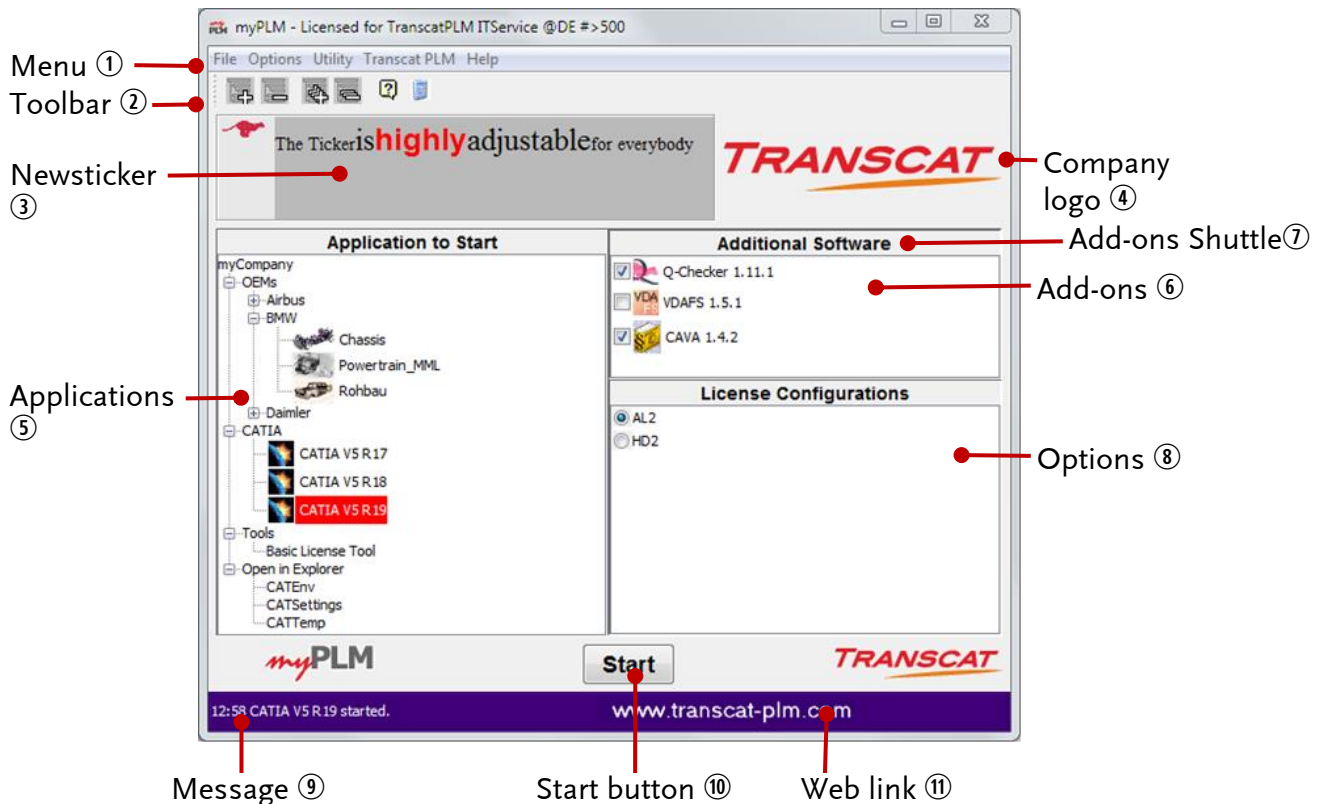 myPLM - Licensed for TranscatPLM ITService @DE #>500
Menu ①
File Options Utility Transcat PLM Help
Toolbar ②
The Ticker is highly adjustable for everybody
TRANSCAT
Newsticker
③
Company
logo ④
Application to Start
Additional Software
Add-ons Shuttle⑦
myCompany
OEMs
Airbus
BMW
Chassis
Powertrain_MML
Rohbau
Daimler
CATIA
CATIA V5 R17
CATIA V5 R18
CATIA V5 R19
Tools
Basic License Tool
Open in Explorer
CATEnv
CATSettings
CATTemp
Q-Checker 1.11.1
VDA FS
VDAFS 1.5.1
CAVA 1.4.2
Add-ons ⑥
Applications
⑤
License Configurations
AL2
HD2
Options ⑧
myPLM
Start
TRANSCAT
12:58 CATIA V5 R19 started.
www.transcat-plm.com
Message ⑨
Start button ⑩
Web link ⑪